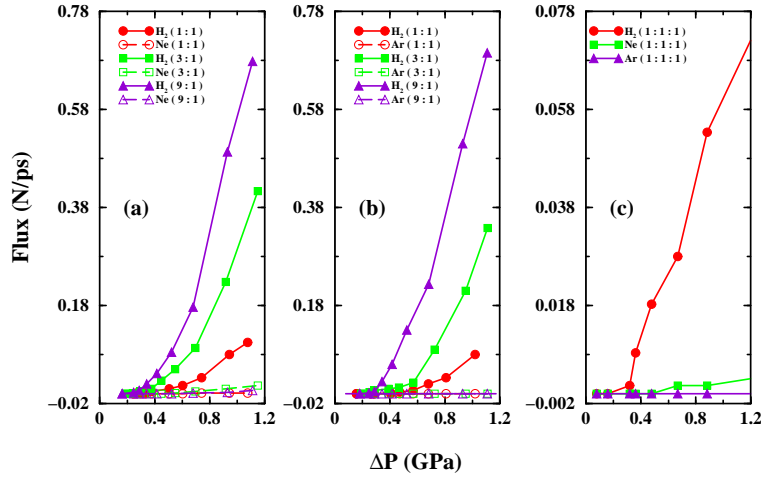 0.78
0.58
0.38
0.18
−0.02
Flux (N/ps)
H₂ ( 1 : 1 )
Ne ( 1 : 1 )
H₂ ( 3 : 1 )
Ne ( 3 : 1 )
H₂ ( 9 : 1 )
Ne ( 9 : 1 )
(a)
0 0.4 0.8 1.2
0.78
0.58
0.38
0.18
−0.02
H₂ ( 1 : 1 )
Ar ( 1 : 1 )
H₂ ( 3 : 1 )
Ar ( 3 : 1 )
H₂ ( 9 : 1 )
Ar ( 9 : 1 )
(b)
0 0.4 0.8 1.2
0.078
0.058
0.038
0.018
−0.002
H₂ ( 1 : 1 : 1 )
Ne ( 1 : 1 : 1 )
Ar ( 1 : 1 : 1 )
(c)
0 0.4 0.8 1.2
ΔP (GPa)